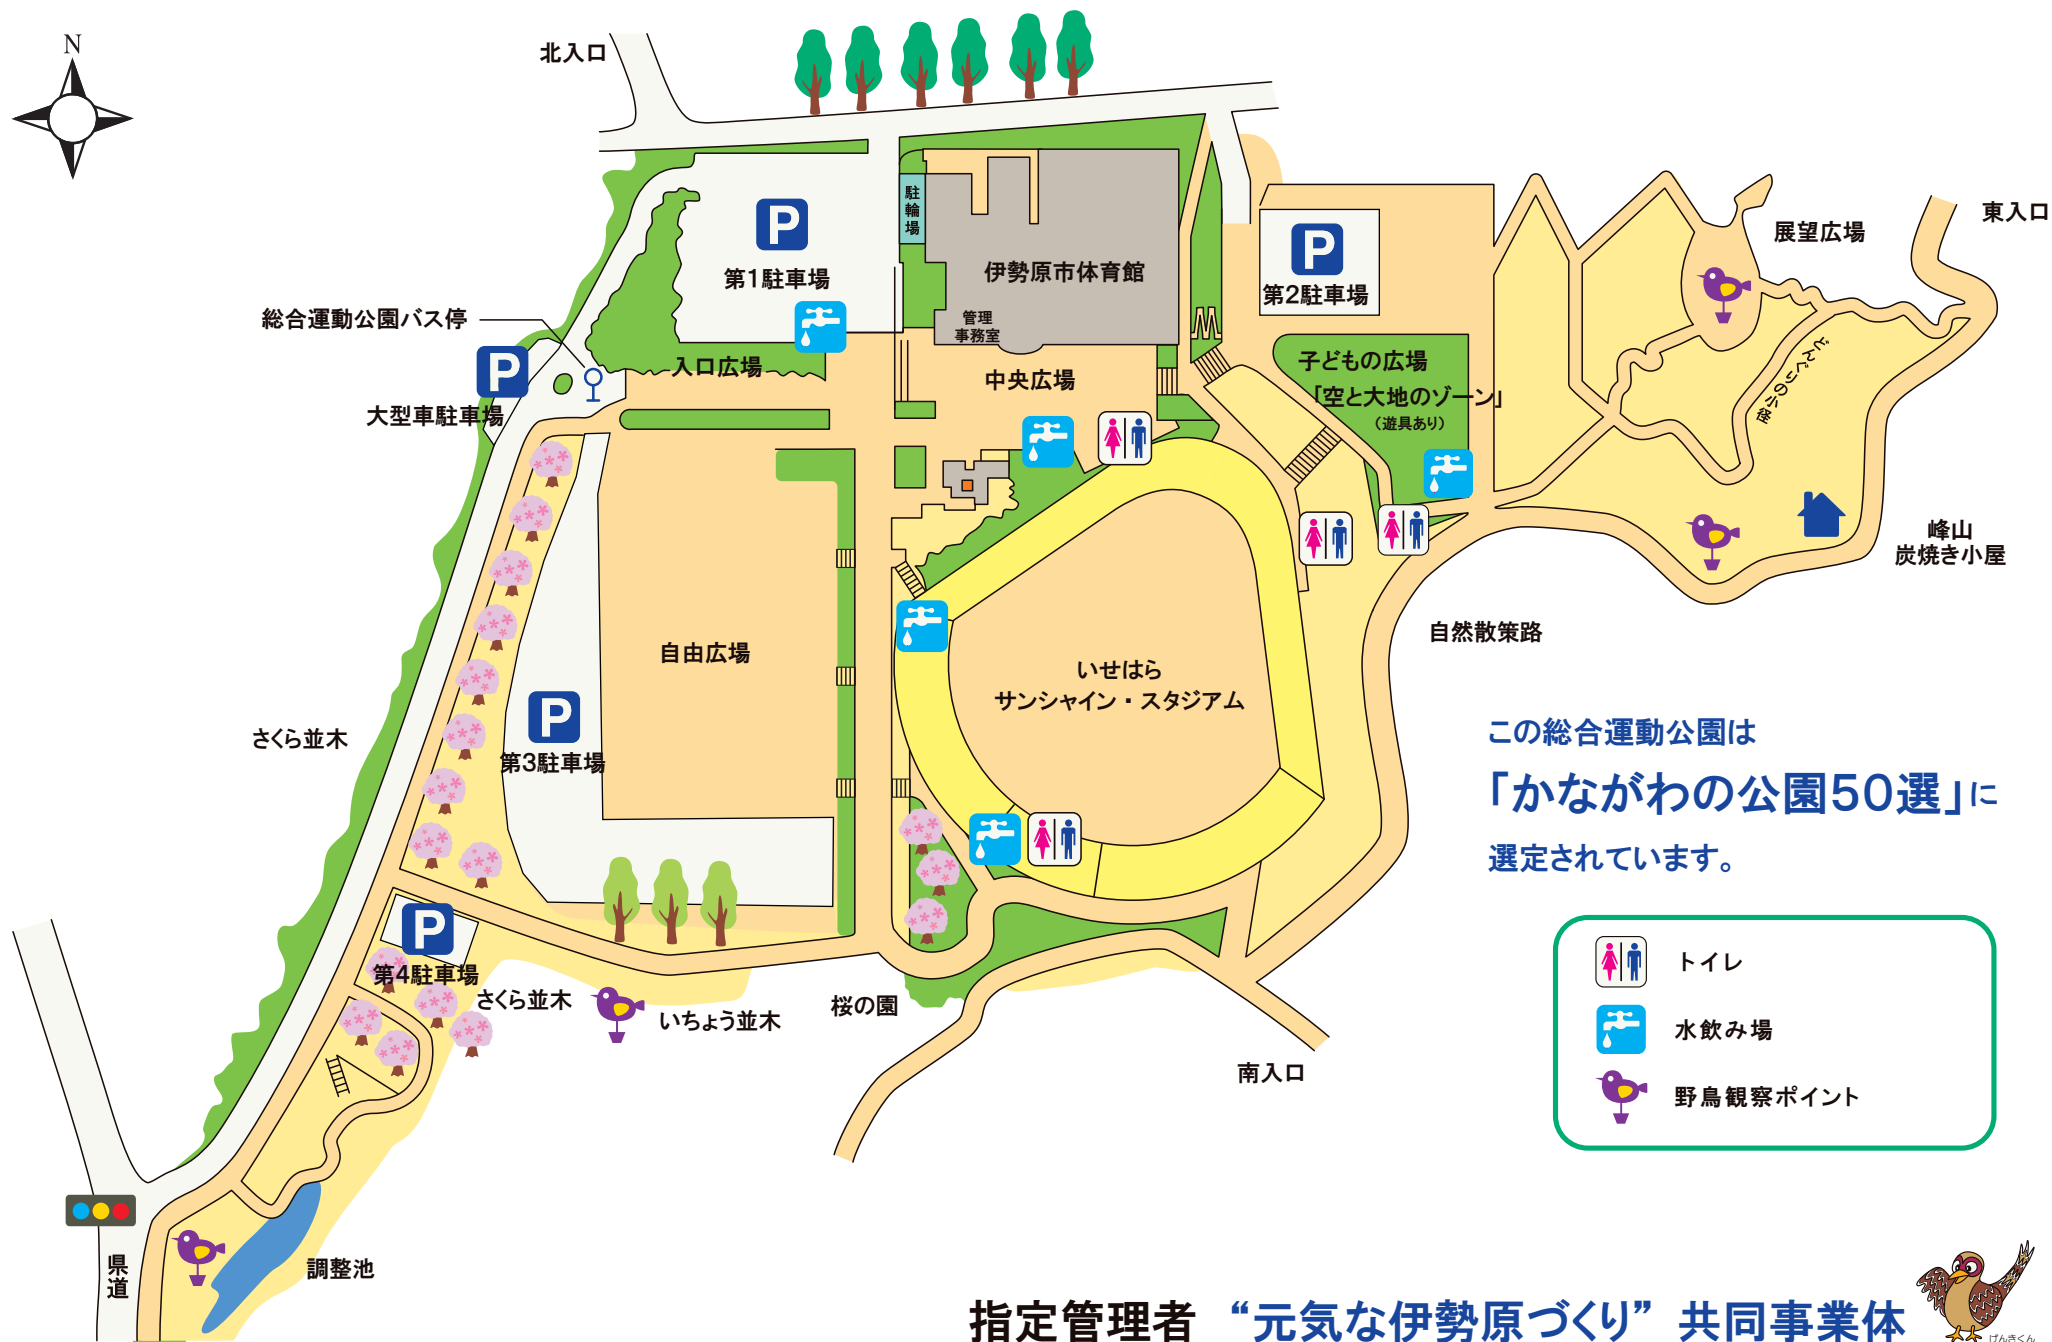 N
北入口
駐輪場
第1駐車場
伊勢原市体育館
管理
事務室
第2駐車場
展望広場
東入口
総合運動公園バス停
入口広場
中央広場
子どもの広場
「空と大地のゾーン」
(遊具あり)
どんぐりの小径
大型車駐車場
峰山
炭焼き小屋
自由広場
いせはら
サンシャイン・スタジアム
自然散策路
さくら並木
第3駐車場
この総合運動公園は
「かながわの公園50選」に
選定されています。
第4駐車場
さくら並木
いちょう並木
桜の園
南入口
トイレ
水飲み場
野鳥観察ポイント
県道
調整池
指定管理者 “元気な伊勢原づくり” 共同事業体
げんきくん